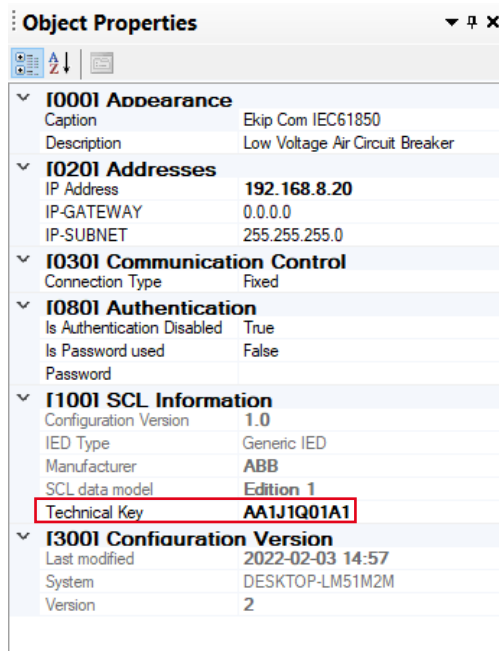 Object Properties
[000] Appearance
Caption Ekip Com IEC61850
Description Low Voltage Air Circuit Breaker
[020] Addresses
IP Address 192.168.8.20
IP-GATEWAY 0.0.0.0
IP-SUBNET 255.255.255.0
[030] Communication Control
Connection Type Fixed
[080] Authentication
Is Authentication Disabled True
Is Password used False
Password
[100] SCL Information
Configuration Version 1.0
IED Type Generic IED
Manufacturer ABB
SCL data model Edition 1
Technical Key AA1J1Q01A1
[300] Configuration Version
Last modified 2022-02-03 14:57
System DESKTOP-LM51M2M
Version 2